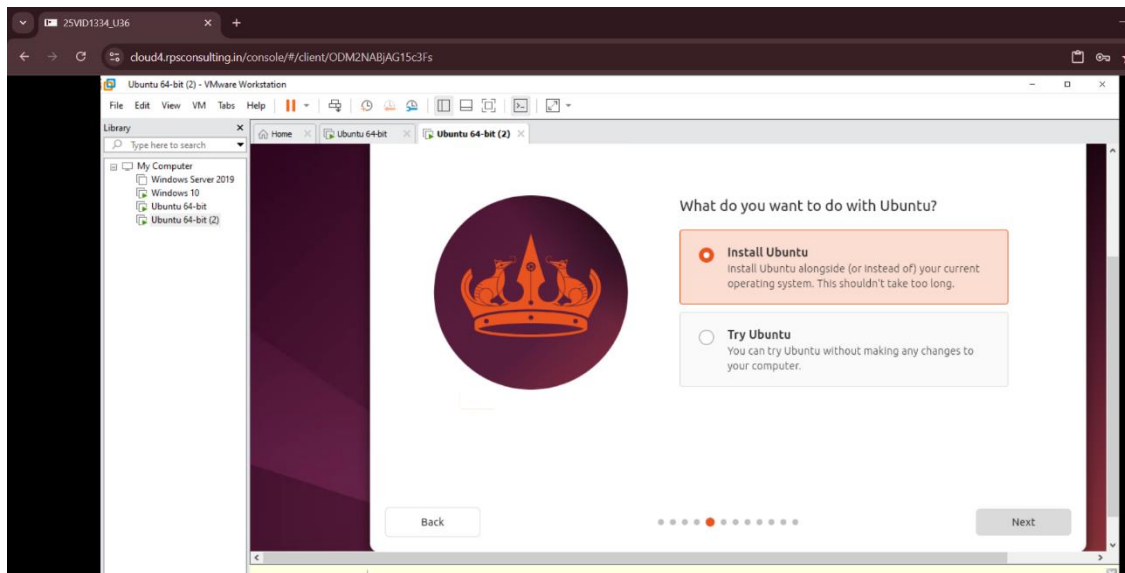 25VID1334_U36
cloud4.rpsconsulting.in/console/#/client/ODM2NABjAG15c3Fs
Ubuntu 64-bit (2) - VMware Workstation
File Edit View VM Tabs Help
Library
Type here to search
My Computer
Windows Server 2019
Windows 10
Ubuntu 64-bit
Ubuntu 64-bit (2)
Home
Ubuntu 64-bit
Ubuntu 64-bit (2)
What do you want to do with Ubuntu?
Install Ubuntu
Install Ubuntu alongside (or instead of) your current
operating system. This shouldn't take too long.
Try Ubuntu
You can try Ubuntu without making any changes to
your computer.
Back
Next